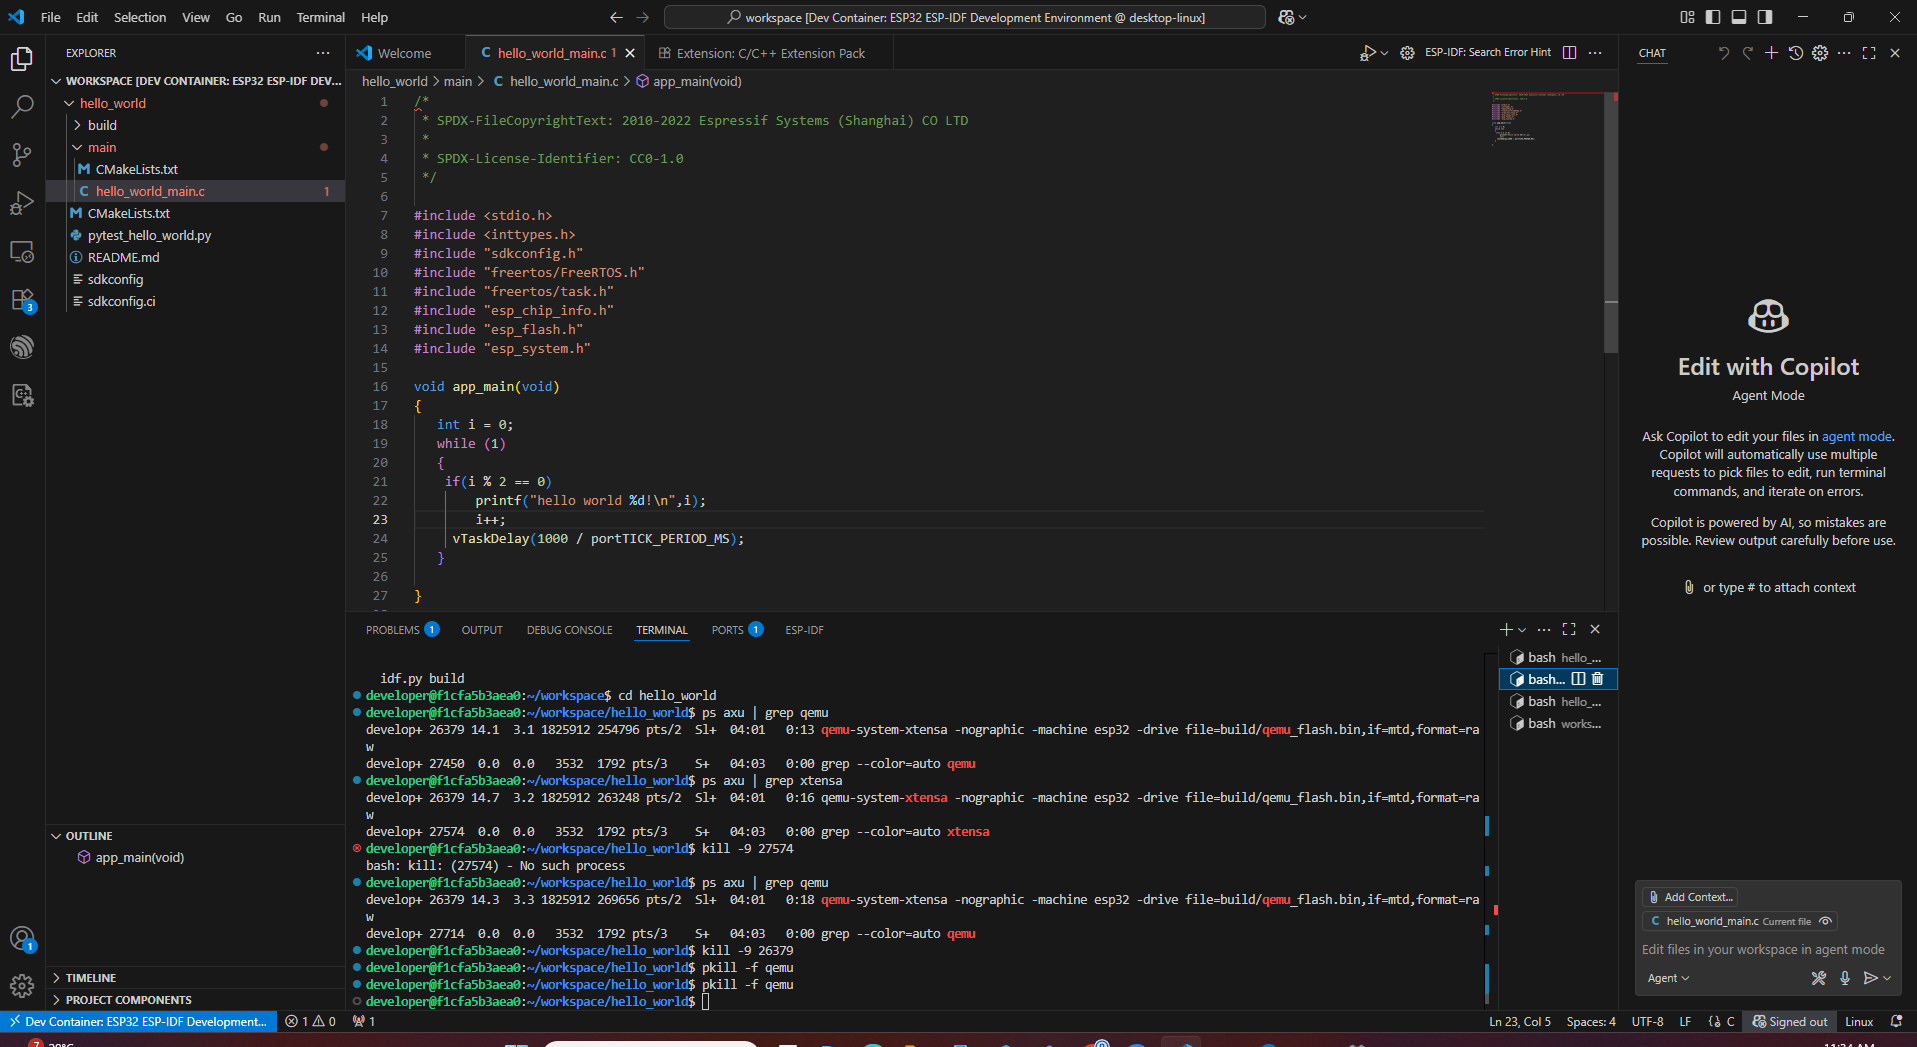 File Edit Selection View Go Run Terminal Help
workspace [Dev Container: ESP32 ESP-IDF Development Environment @ desktop-linux]
EXPLORER
WORKSPACE [DEV CONTAINER: ESP32 ESP-IDF DEV...
hello_world
build
main
CMakeLists.txt
hello_world_main.c 1
CMakeLists.txt
pytest_hello_world.py
README.md
sdkconfig
sdkconfig.ci
3
1
OUTLINE
app_main(void)
TIMELINE
PROJECT COMPONENTS
Welcome
hello_world_main.c 1
Extension: C/C++ Extension Pack
ESP-IDF: Search Error Hint
hello_world > main > C hello_world_main.c > app_main(void)
1 /*
2 * SPDX-FileCopyrightText: 2010-2022 Espressif Systems (Shanghai) CO LTD
3 *
4 * SPDX-License-Identifier: CC0-1.0
5 */
6
7 #include <stdio.h>
8 #include <inttypes.h>
9 #include "sdkconfig.h"
10 #include "freertos/FreeRTOS.h"
11 #include "freertos/task.h"
12 #include "esp_chip_info.h"
13 #include "esp_flash.h"
14 #include "esp_system.h"
15
16 void app_main(void)
17 {
18 int i = 0;
19 while (1)
20 {
21 if(i % 2 == 0)
22 printf("hello world %d!\n",i);
23 i++;
24 vTaskDelay(1000 / portTICK_PERIOD_MS);
25 }
26
27 }
PROBLEMS 1 OUTPUT DEBUG CONSOLE TERMINAL PORTS 1 ESP-IDF
idf.py build
developer@f1cfa5b3aea0:~/workspace$ cd hello_world
developer@f1cfa5b3aea0:~/workspace/hello_world$ ps axu | grep qemu
develop+ 26379 14.1 3.1 1825912 254796 pts/2 Sl+ 04:01 0:13 qemu-system-xtensa -nographic -machine esp32 -drive file=build/qemu_flash.bin,if=mtd,format=ra
w
develop+ 27450 0.0 0.0 3532 1792 pts/3 S+ 04:03 0:00 grep --color=auto qemu
developer@f1cfa5b3aea0:~/workspace/hello_world$ ps axu | grep xtensa
develop+ 26379 14.7 3.2 1825912 263248 pts/2 Sl+ 04:01 0:16 qemu-system-xtensa -nographic -machine esp32 -drive file=build/qemu_flash.bin,if=mtd,format=ra
w
develop+ 27574 0.0 0.0 3532 1792 pts/3 S+ 04:03 0:00 grep --color=auto xtensa
developer@f1cfa5b3aea0:~/workspace/hello_world$ kill -9 27574
bash: kill: (27574) - No such process
developer@f1cfa5b3aea0:~/workspace/hello_world$ ps axu | grep qemu
develop+ 26379 14.3 3.3 1825912 269656 pts/2 Sl+ 04:01 0:18 qemu-system-xtensa -nographic -machine esp32 -drive file=build/qemu_flash.bin,if=mtd,format=ra
w
develop+ 27714 0.0 0.0 3532 1792 pts/3 S+ 04:03 0:00 grep --color=auto qemu
developer@f1cfa5b3aea0:~/workspace/hello_world$ kill -9 26379
developer@f1cfa5b3aea0:~/workspace/hello_world$ pkill -f qemu
developer@f1cfa5b3aea0:~/workspace/hello_world$ pkill -f qemu
developer@f1cfa5b3aea0:~/workspace/hello_world$
bash hello_...
bash...
bash hello_...
bash works...
CHAT
Edit with Copilot
Agent Mode
Ask Copilot to edit your files in agent mode.
Copilot will automatically use multiple
requests to pick files to edit, run terminal
commands, and iterate on errors.
Copilot is powered by AI, so mistakes are
possible. Review output carefully before use.
or type # to attach context
Add Context...
C hello_world_main.c Current file
Edit files in your workspace in agent mode
Agent
Dev Container: ESP32 ESP-IDF Development... 1 0 1
Ln 23, Col 5 Spaces: 4 UTF-8 LF {} C Signed out Linux